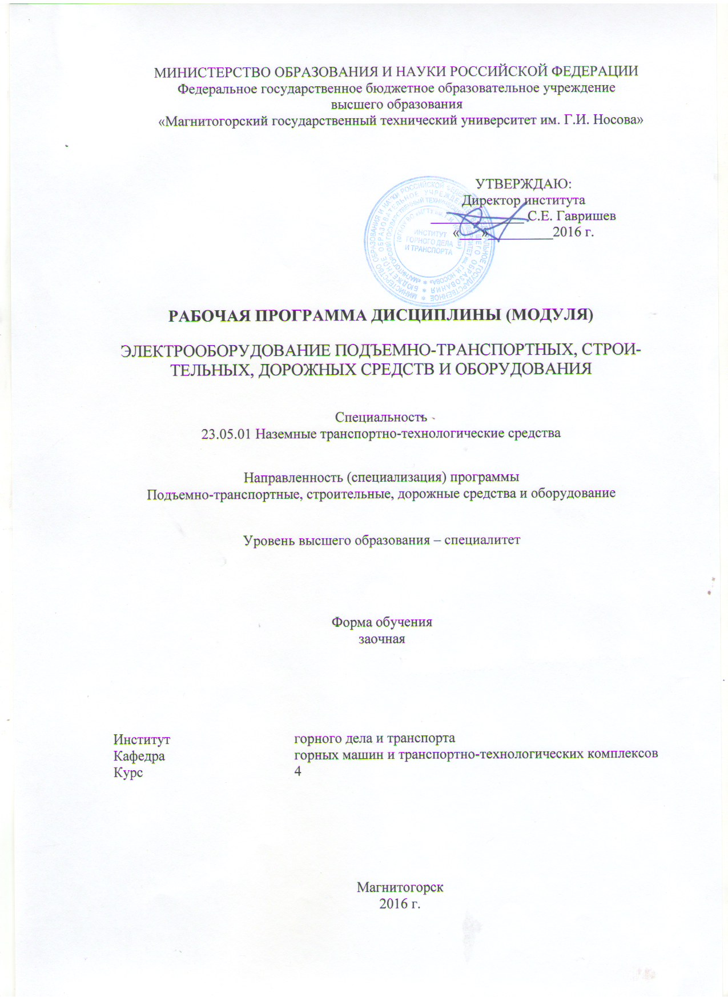 МИНИСТЕРСТВО ОБРАЗОВАНИЯ И НАУКИ РОССИЙСКОЙ ФЕДЕРАЦИИ
Федеральное государственное бюджетное образовательное учреждение
высшего образования
«Магнитогорский государственный технический университет им. Г.И. Носова»
УТВЕРЖДАЮ:
Директор института
С.Е. Гавришев
«___»_________2016 г.
ИНСТИТУТ
ГОРНОГО ДЕЛА
И ТРАНСПОРТА
РАБОЧАЯ ПРОГРАММА ДИСЦИПЛИНЫ (МОДУЛЯ)
ЭЛЕКТРООБОРУДОВАНИЕ ПОДЪЕМНО-ТРАНСПОРТНЫХ, СТРОИ-
ТЕЛЬНЫХ, ДОРОЖНЫХ СРЕДСТВ И ОБОРУДОВАНИЯ
Специальность
23.05.01 Наземные транспортно-технологические средства
Направленность (специализация) программы
Подъемно-транспортные, строительные, дорожные средства и оборудование
Уровень высшего образования – специалитет
Форма обучения
заочная
Институт горного дела и транспорта
Кафедра горных машин и транспортно-технологических комплексов
Курс 4
Магнитогорск
2016 г.